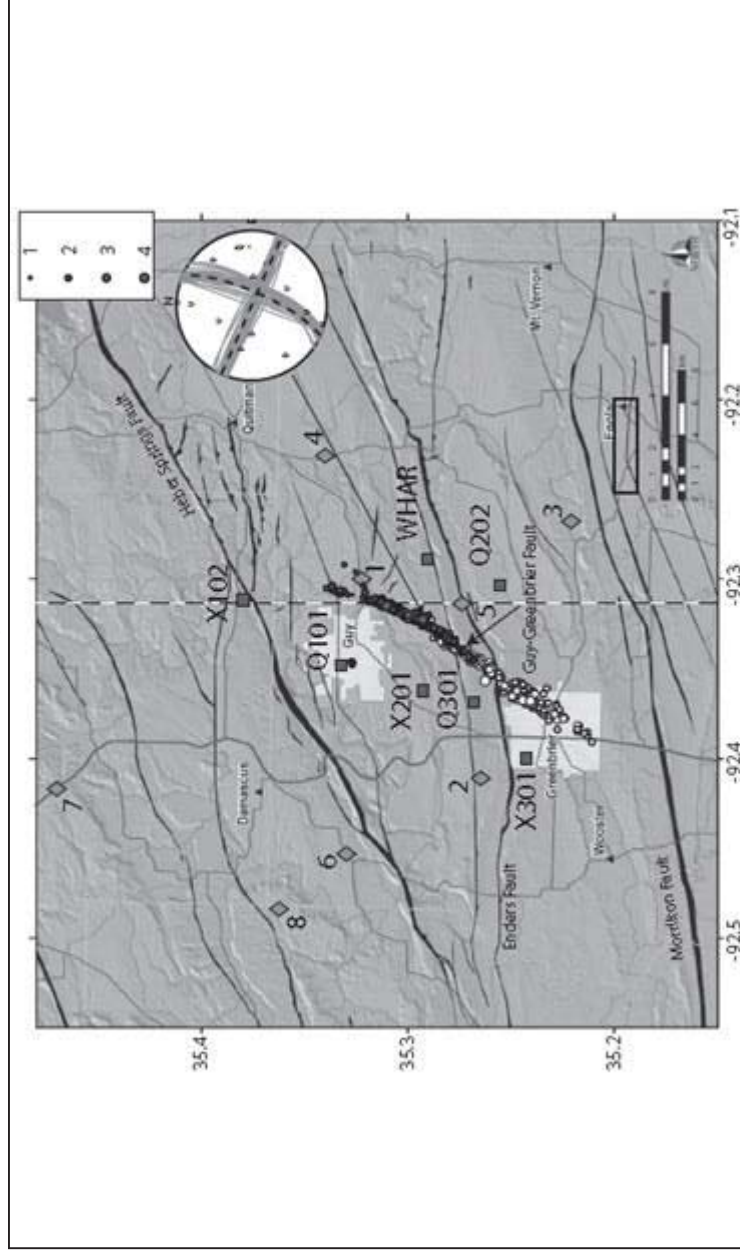 1
2
3
4
N
Heber Springs Fault
Quitman
X102
7
Damascus
8
6
Q101
Guy
4
1
WHAR
X201
Q301
Q202
5
2
Guy-Greenbrier Fault
3
X301
Greenbrier
Enders Fault
Wooster
Mt. Vernon
Enola
Morrilton Fault
35.4
35.3
35.2
-92.5
-92.4
-92.3
-92.2
-92.1